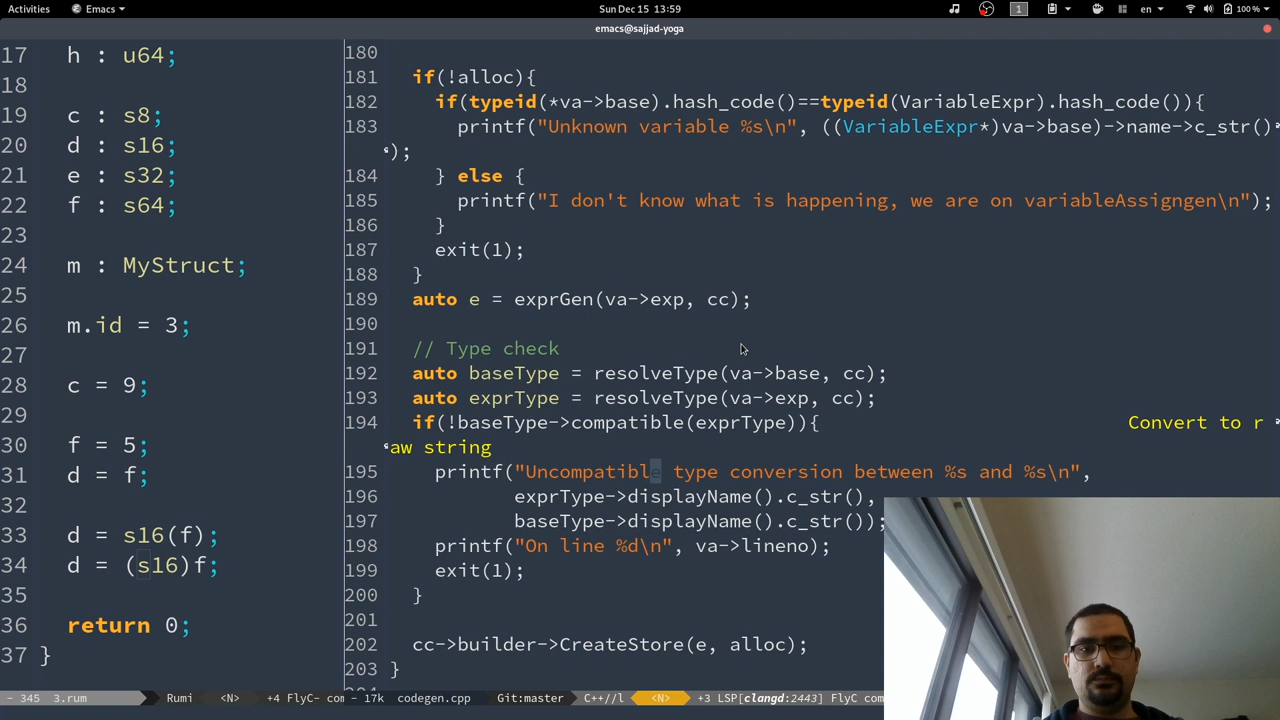 Activities Emacs Sun Dec 15 13:59 1 en 100 %
emacs@sajjad-yoga
17 h : u64;
18
19 c : s8;
20 d : s16;
21 e : s32;
22 f : s64;
23
24 m : MyStruct;
25
26 m.id = 3;
27
28 c = 9;
29
30 f = 5;
31 d = f;
32
33 d = s16(f);
34 d = (s16)f;
35
36 return 0;
37 }
- 345 3.rum Rumi <N> +4 FlyC- com
180
181 if(!alloc){
182 if(typeid(*va->base).hash_code()==typeid(VariableExpr).hash_code()){
183 printf("Unknown variable %s\n", ((VariableExpr*)va->base)->name->c_str()
);
184 } else {
185 printf("I don't know what is happening, we are on variableAssigngen\n");
186 }
187 exit(1);
188 }
189 auto e = exprGen(va->exp, cc);
190
191 // Type check
192 auto baseType = resolveType(va->base, cc);
193 auto exprType = resolveType(va->exp, cc);
194 if(!baseType->compatible(exprType)){ Convert to r
aw string
195 printf("Uncompatible type conversion between %s and %s\n",
196 exprType->displayName().c_str(),
197 baseType->displayName().c_str());
198 printf("On line %d\n", va->lineno);
199 exit(1);
200 }
201
202 cc->builder->CreateStore(e, alloc);
203 }
- 17k codegen.cpp Git:master C++//l <N> +3 LSP[clangd:2443] FlyC com